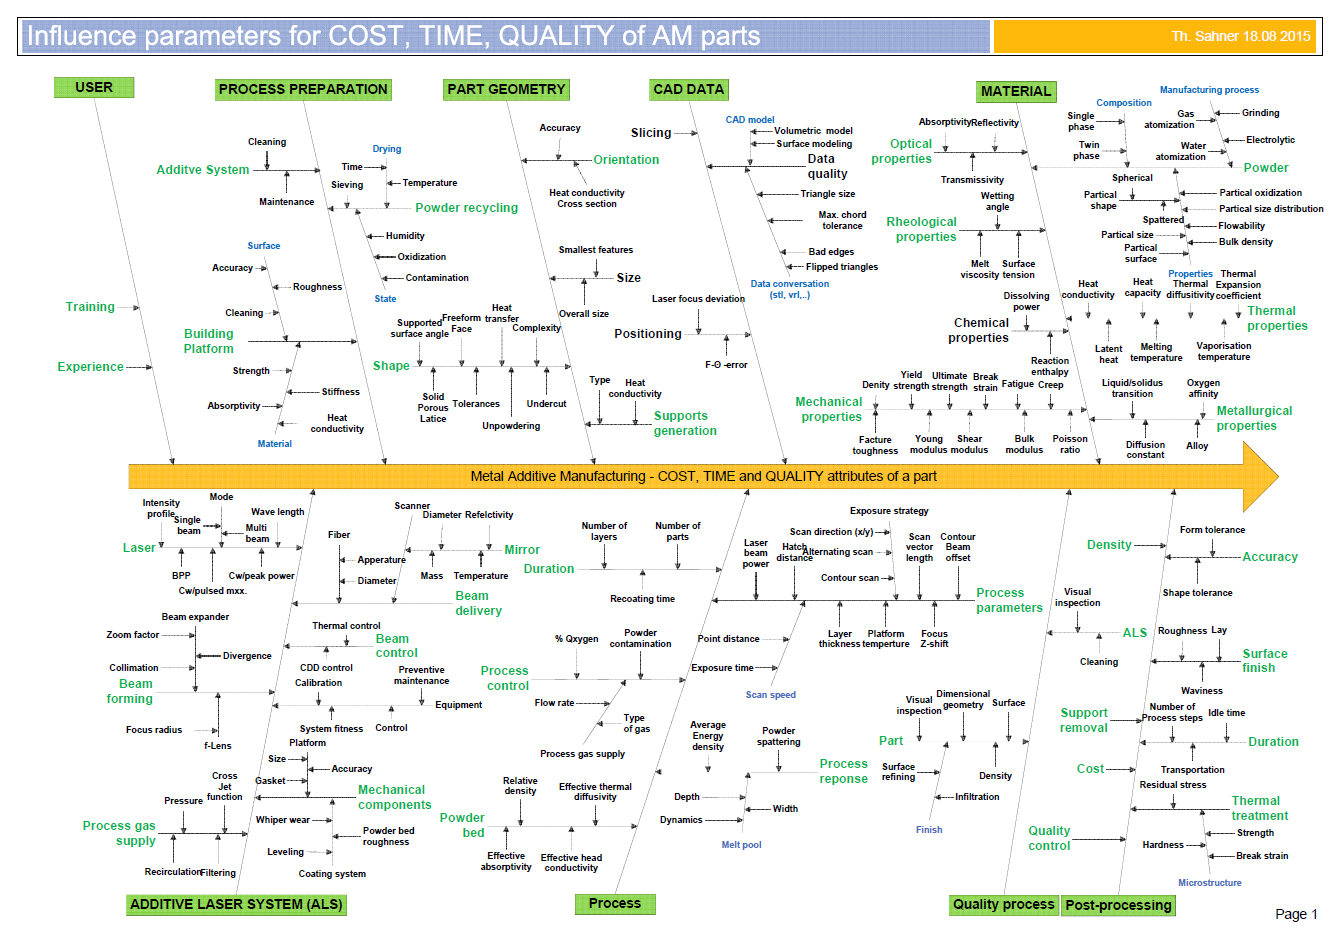 Influence parameters for COST, TIME, QUALITY of AM parts
Th. Sahner 18.08 2015
USER
Training
Experience
PROCESS PREPARATION
Cleaning
Additve System
Maintenance
Drying
Time
Sieving
Temperature
Powder recycling
Humidity
Oxidization
Contamination
State
Surface
Accuracy
Roughness
Cleaning
Building
Platform
Strength
Stiffness
Absorptivity
Heat
conductivity
Material
PART GEOMETRY
Accuracy
Orientation
Heat conductivity
Cross section
Smallest features
Size
Overall size
Supported
surface angle
Freeform
Face
Heat
transfer
Complexity
Shape
Solid
Porous
Latice
Tolerances
Unpowdering
Undercut
Type
Heat
conductivity
Supports
generation
CAD DATA
Slicing
CAD model
Volumetric model
Surface modeling
Data
quality
Triangle size
Max. chord
tolerance
Bad edges
Flipped triangles
Data conversation
(stl, vrl,..)
Laser focus deviation
Positioning
F-Θ -error
MATERIAL
Absorptivity
Reflectivity
Optical
properties
Transmissivity
Wetting
angle
Rheological
properties
Melt
viscosity
Surface
tension
Dissolving
power
Chemical
properties
Reaction
enthalpy
Denity
Yield
strength
Ultimate
strength
Break
strain
Fatigue
Creep
Mechanical
properties
Facture
toughness
Young
modulus
Shear
modulus
Bulk
modulus
Poisson
ratio
Manufacturing process
Composition
Single
phase
Twin
phase
Gas
atomization
Water
atomization
Grinding
Electrolytic
Powder
Spherical
Partical
shape
Spattered
Partical size
Partical
surface
Partical oxidization
Partical size distribution
Flowability
Bulk density
Properties
Heat
conductivity
Heat
capacity
Thermal
diffusitivity
Thermal
Expansion
coefficient
Thermal
properties
Latent
heat
Melting
temperature
Vaporisation
temperature
Liquid/solidus
transition
Oxygen
affinity
Metallurgical
properties
Diffusion
constant
Alloy
Metal Additive Manufacturing - COST, TIME and QUALITY attributes of a part
Intensity
profile
Mode
Single
beam
Multi
beam
Wave length
Laser
BPP
Cw/pulsed mxx.
Cw/peak power
Scanner
Fiber
Apperature
Diameter
Diameter
Refelctivity
Mirror
Mass
Temperature
Beam
delivery
Beam expander
Zoom factor
Divergence
Collimation
Beam
forming
Focus radius
f-Lens
Thermal control
Beam
control
CDD control
Calibration
Preventive
maintenance
Equipment
System fitness
Control
Platform
Size
Accuracy
Gasket
Mechanical
components
Whiper wear
Powder bed
roughness
Leveling
Coating system
Cross
Jet
function
Pressure
Process gas
supply
Recirculation
Filtering
ADDITIVE LASER SYSTEM (ALS)
Number of
layers
Number of
parts
Duration
Recoating time
% Qxygen
Powder
contamination
Process
control
Flow rate
Type
of gas
Process gas supply
Relative
density
Effective thermal
diffusivity
Powder
bed
Effective
absorptivity
Effective head
conductivity
Exposure strategy
Scan direction (x/y)
Alternating scan
Contour scan
Laser
beam
power
Hatch
distance
Scan
vector
length
Contour
Beam
offset
Process
parameters
Layer
thickness
Platform
temperture
Focus
Z-shift
Point distance
Exposure time
Scan speed
Average
Energy
density
Powder
spattering
Process
reponse
Depth
Width
Dynamics
Melt pool
Process
Visual
inspection
ALS
Cleaning
Visual
inspection
Dimensional
geometry
Surface
Part
Surface
refining
Density
Infiltration
Finish
Quality process
Form tolerance
Density
Accuracy
Shape tolerance
Roughness
Lay
Surface
finish
Waviness
Support
removal
Number of
Process steps
Idle time
Duration
Transportation
Cost
Residual stress
Thermal
treatment
Quality
control
Strength
Hardness
Break strain
Microstructure
Post-processing
Page 1